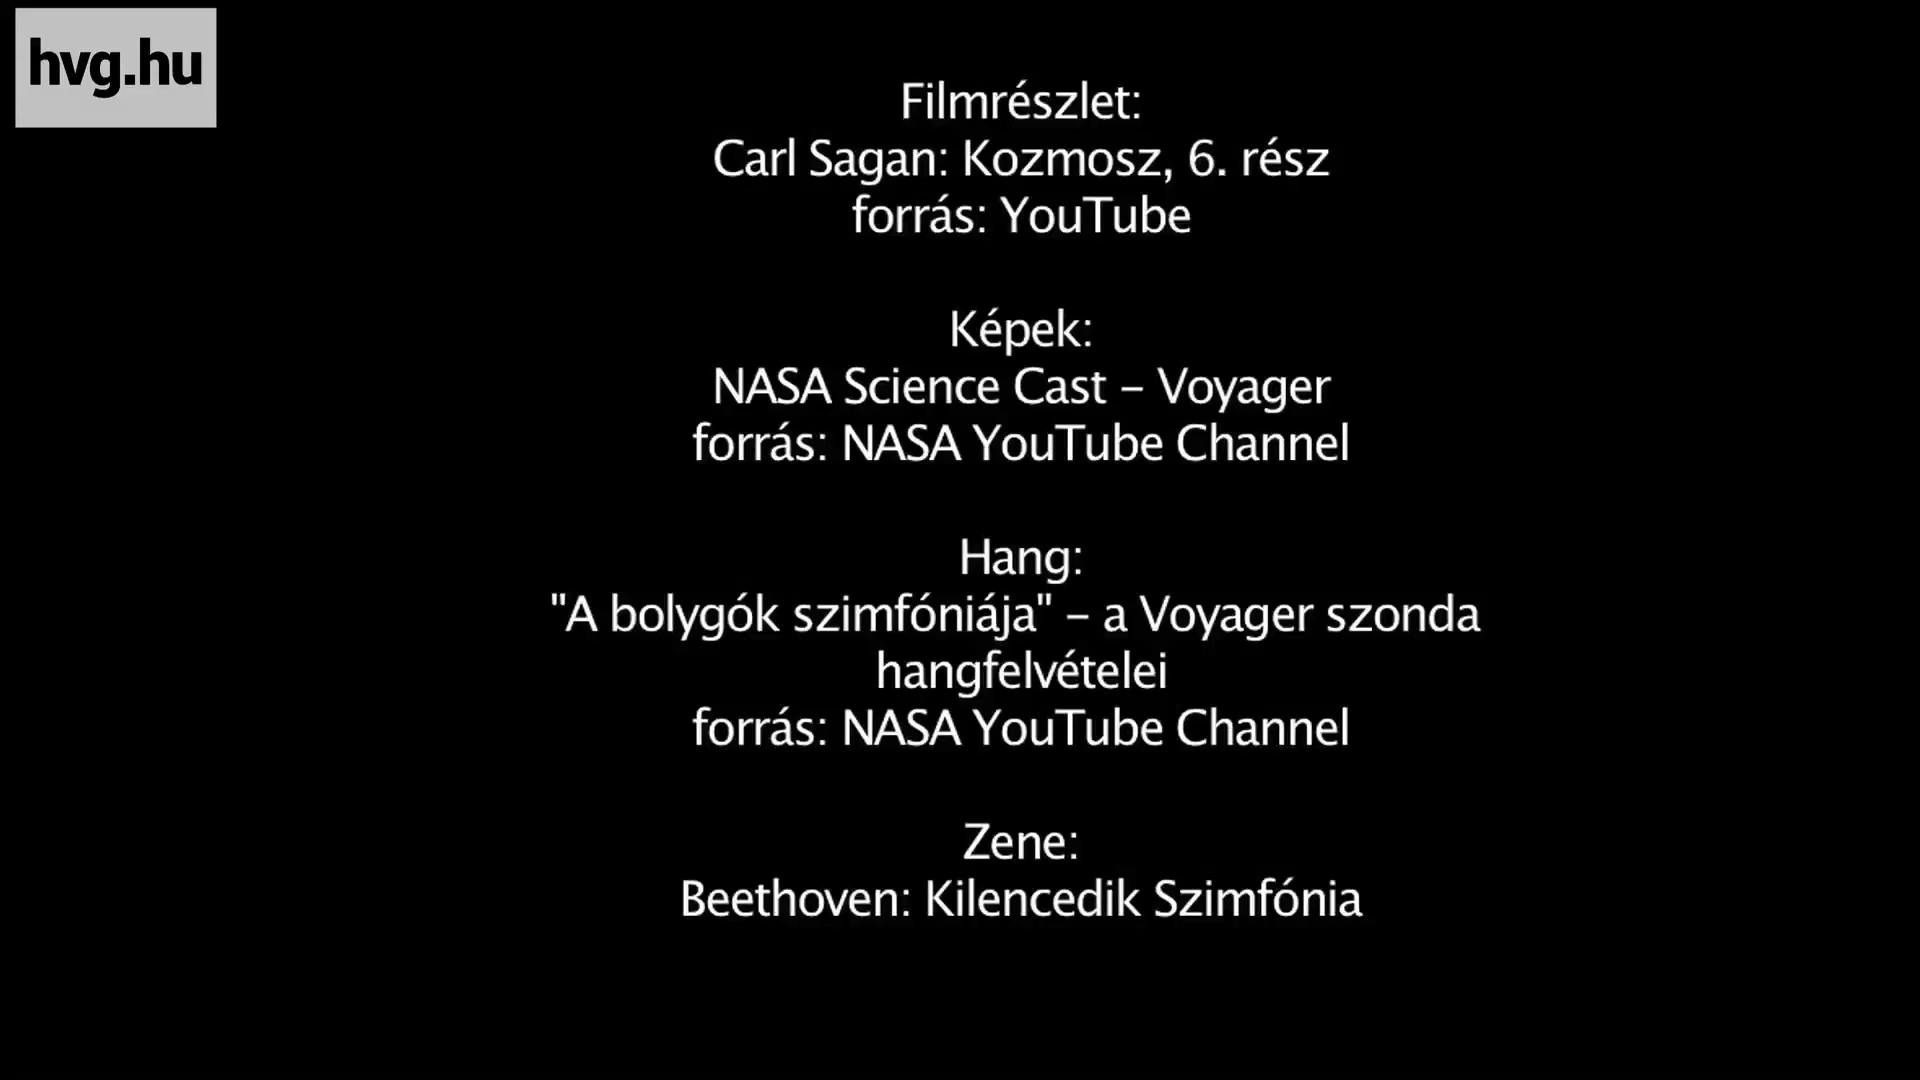 hvg.hu
Filmrészlet:
Carl Sagan: Kozmosz, 6. rész
forrás: YouTube
Képek:
NASA Science Cast – Voyager
forrás: NASA YouTube Channel
Hang:
"A bolygók szimfóniája" – a Voyager szonda
hangfelvételei
forrás: NASA YouTube Channel
Zene:
Beethoven: Kilencedik Szimfónia